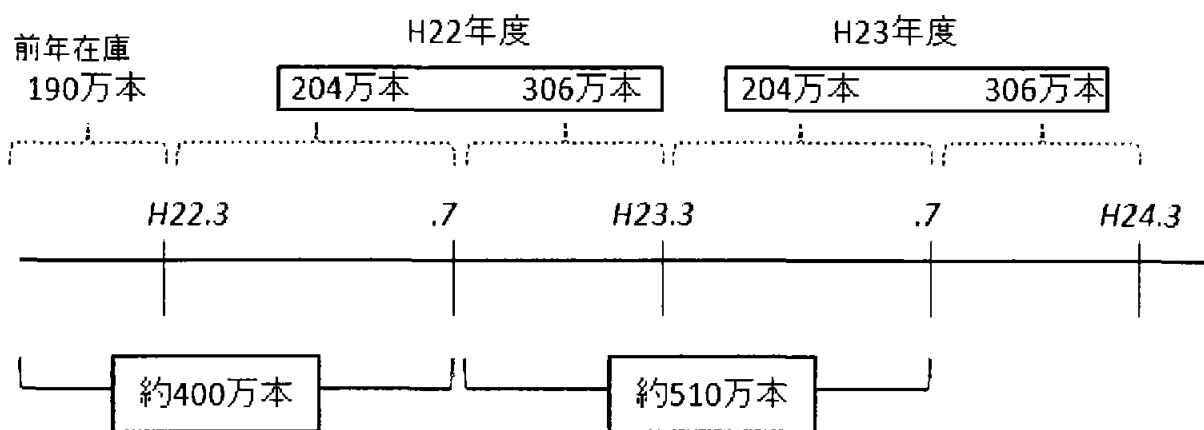 前年在庫
190万本
H22年度
204万本 306万本
H23年度
204万本 306万本
H22.3 .7 H23.3 .7 H24.3
約400万本 約510万本